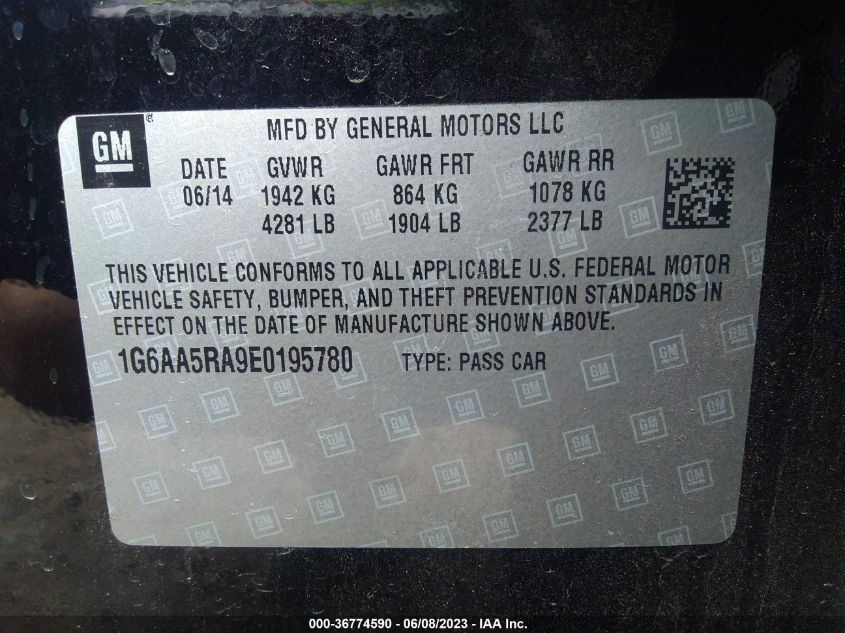 GM ®
MFD BY GENERAL MOTORS LLC
DATE GVWR GAWR FRT GAWR RR
06/14 1942 KG 864 KG 1078 KG
4281 LB 1904 LB 2377 LB
THIS VEHICLE CONFORMS TO ALL APPLICABLE U.S. FEDERAL MOTOR
VEHICLE SAFETY, BUMPER, AND THEFT PREVENTION STANDARDS IN
EFFECT ON THE DATE OF MANUFACTURE SHOWN ABOVE.
1G6AA5RA9E0195780 TYPE: PASS CAR
000-36774590 - 06/08/2023 - IAA Inc.